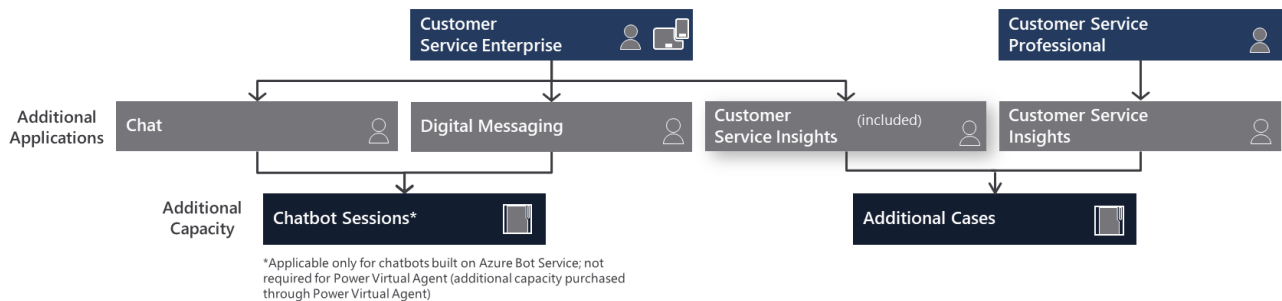 Customer
Service Enterprise
Customer Service
Professional
Additional
Applications
Chat
Digital Messaging
Customer
Service Insights
(included)
Customer Service
Insights
Additional
Capacity
Chatbot Sessions*
Additional Cases
*Applicable only for chatbots built on Azure Bot Service; not
required for Power Virtual Agent (additional capacity purchased
through Power Virtual Agent)